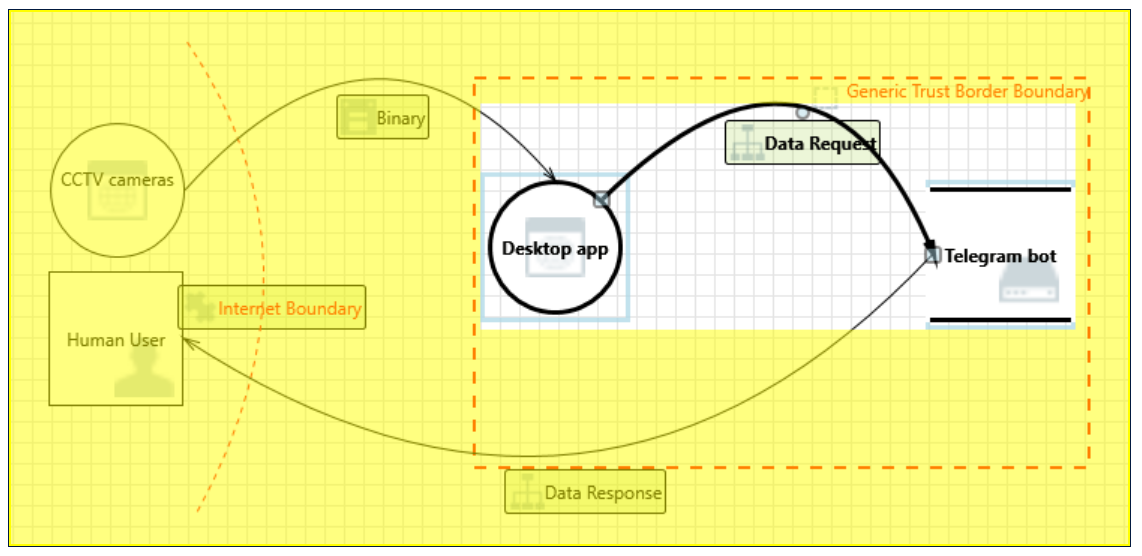 Generic Trust Border Boundary
Binary
Data Request
CCTV cameras
Desktop app
Telegram bot
Internet Boundary
Human User
Data Response